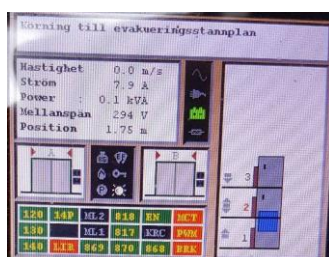 Körning till evakueringsstannplan
Hastighet 0.0 m/s
Ström 7.9 A
Power : 0.1 kVA
Mellanspän 294 V
Position 1.75 m
A B
3
120 14P ML2 818 EN MCT
2
130 ML1 817 KRC PWM
1
140 LIR 869 870 868 BRK